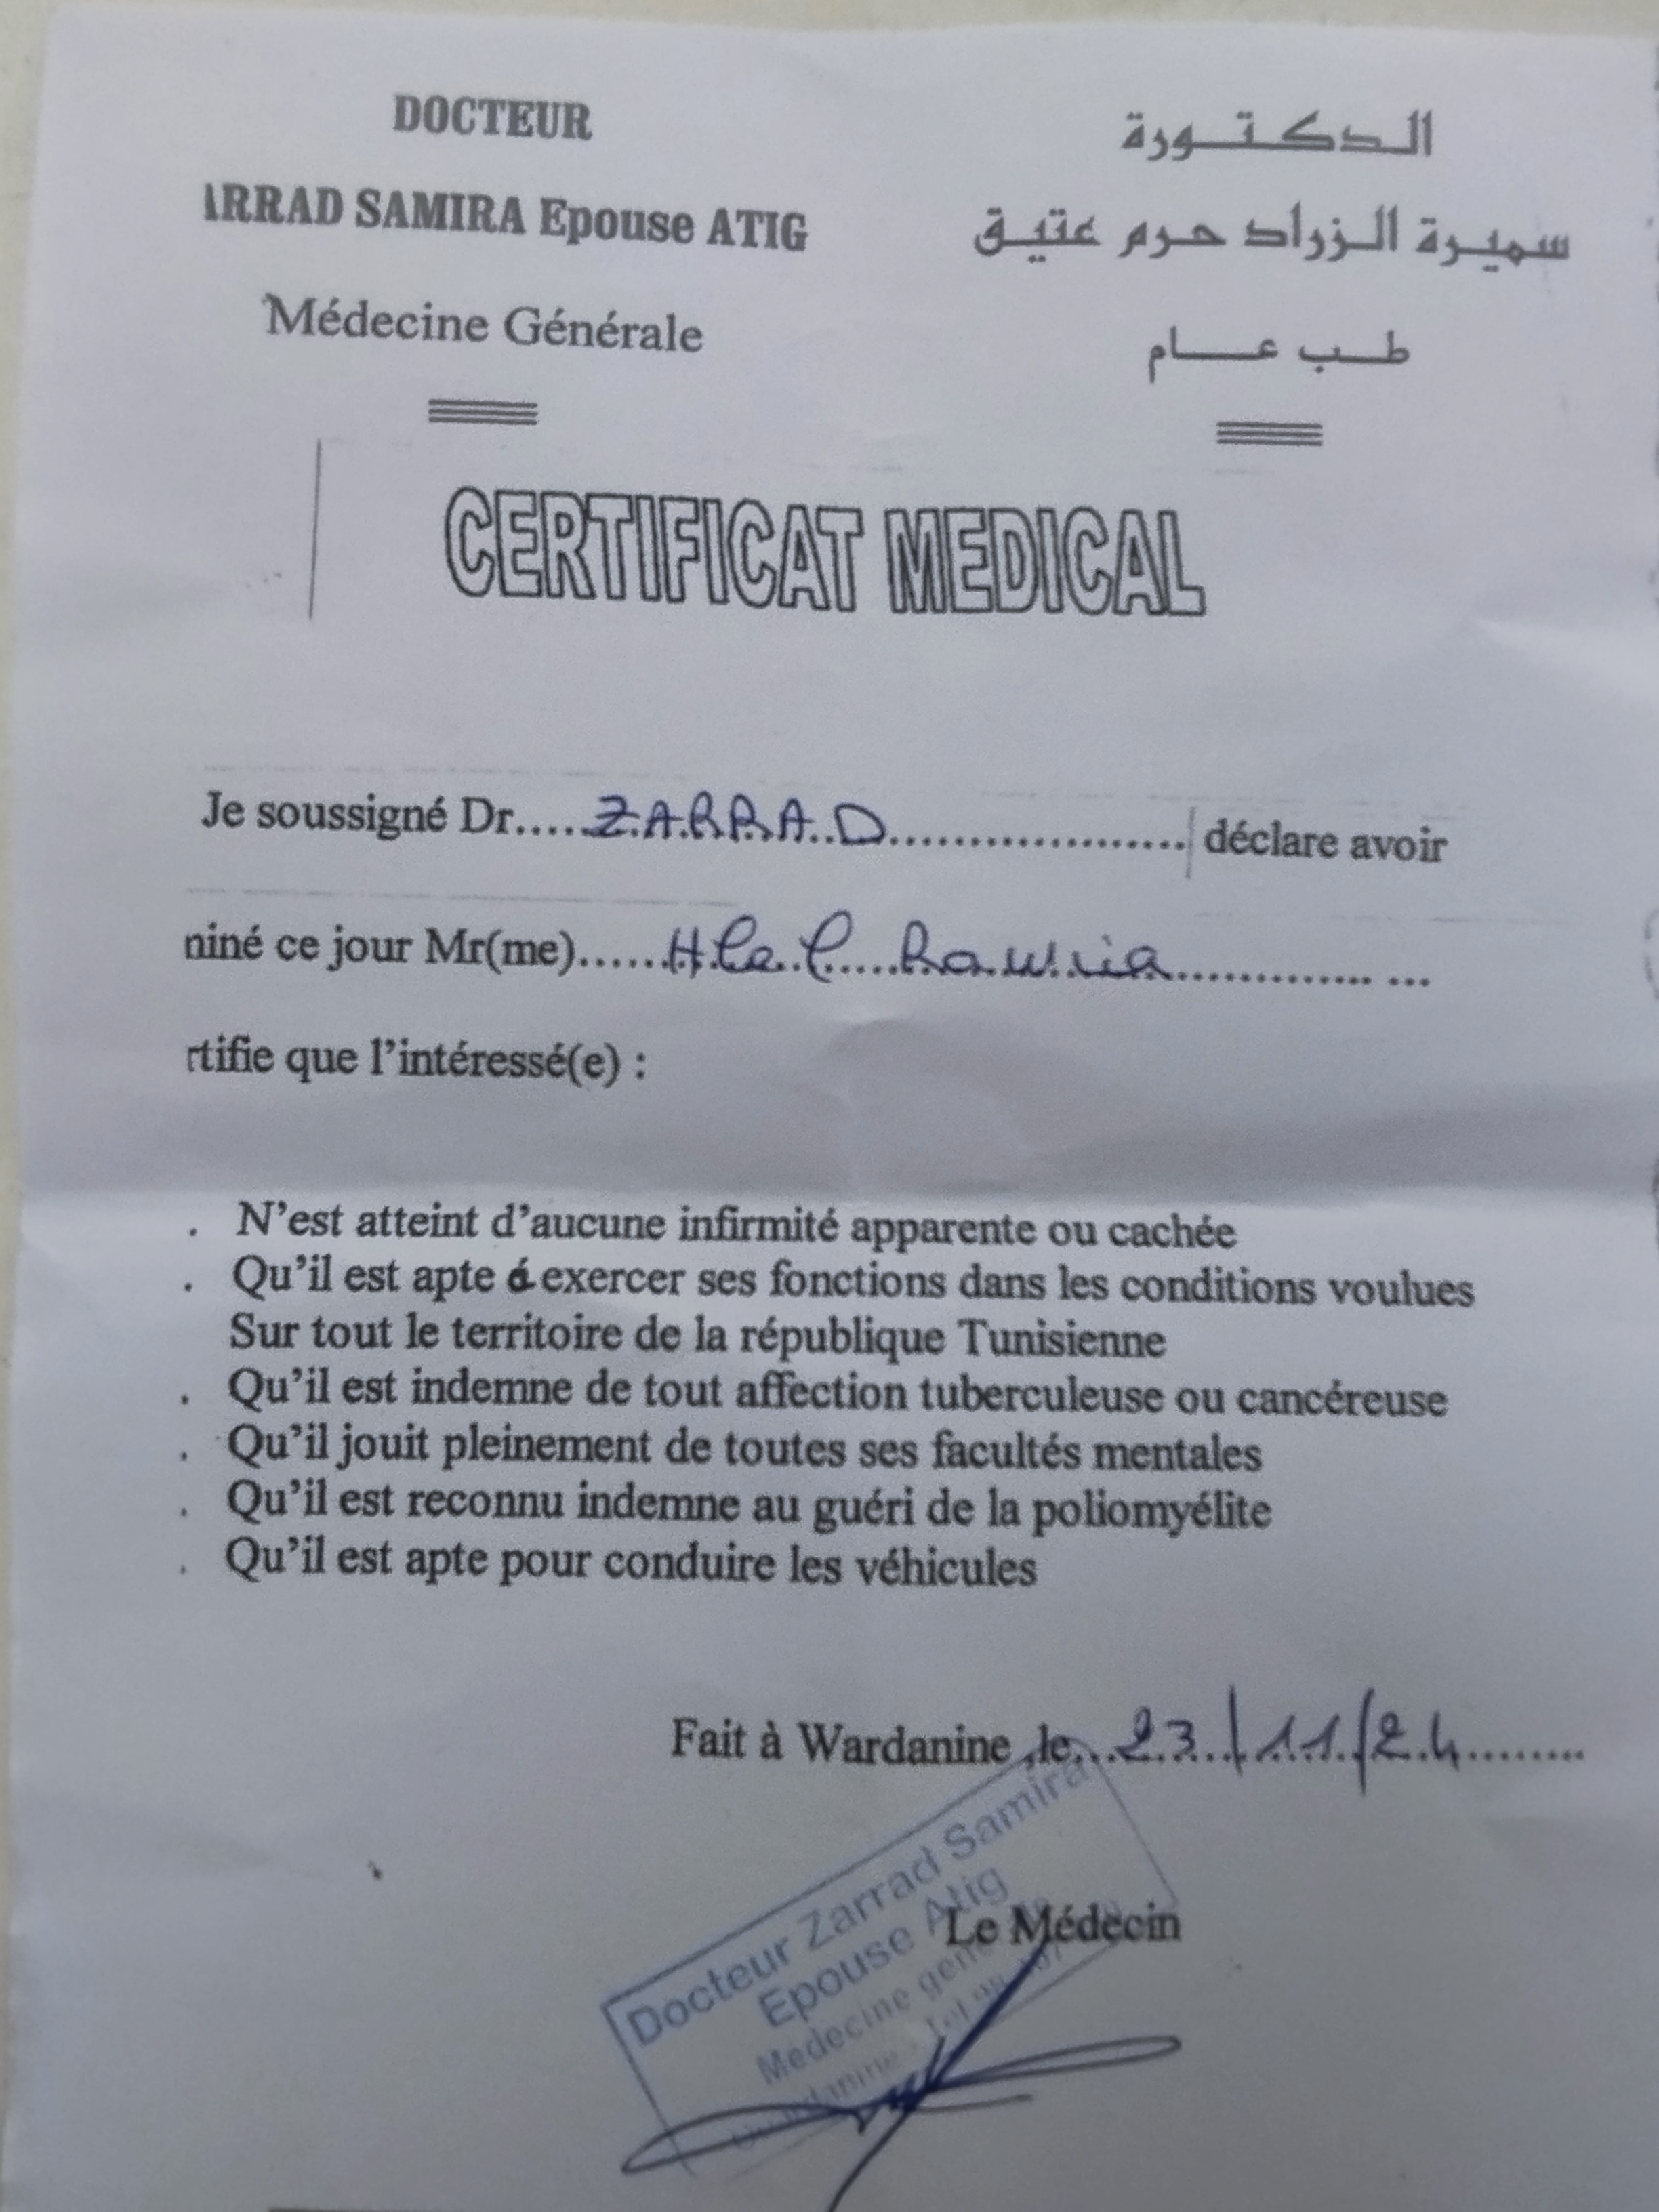 DOCTEUR
ARRAD SAMIRA Epouse ATIG
Médecine Générale
الدكتورة
سميرة الزراد حرم عتيق
طب عام
CERTIFICAT MEDICAL
Je soussigné Dr.....ZARRAD.................... déclare avoir
niné ce jour Mr(me)......Hlel....Rawia................ ...
rtifie que l'intéressé(e) :
. N'est atteint d'aucune infirmité apparente ou cachée
. Qu'il est apte á exercer ses fonctions dans les conditions voulues
Sur tout le territoire de la république Tunisienne
. Qu'il est indemne de tout affection tuberculeuse ou cancéreuse
. Qu'il jouit pleinement de toutes ses facultés mentales
. Qu'il est reconnu indemne au guéri de la poliomyélite
. Qu'il est apte pour conduire les véhicules
Fait à Wardanine ,le...23/11/24.........
Le Médecin
Docteur Zarrad Samira
Epouse Atig
Médecine
Tel